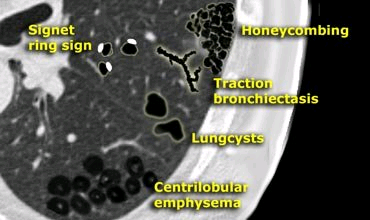 Signet
ring sign
Honeycombing
Traction
bronchiectasis
Lungcysts
Centrilobular
emphysema